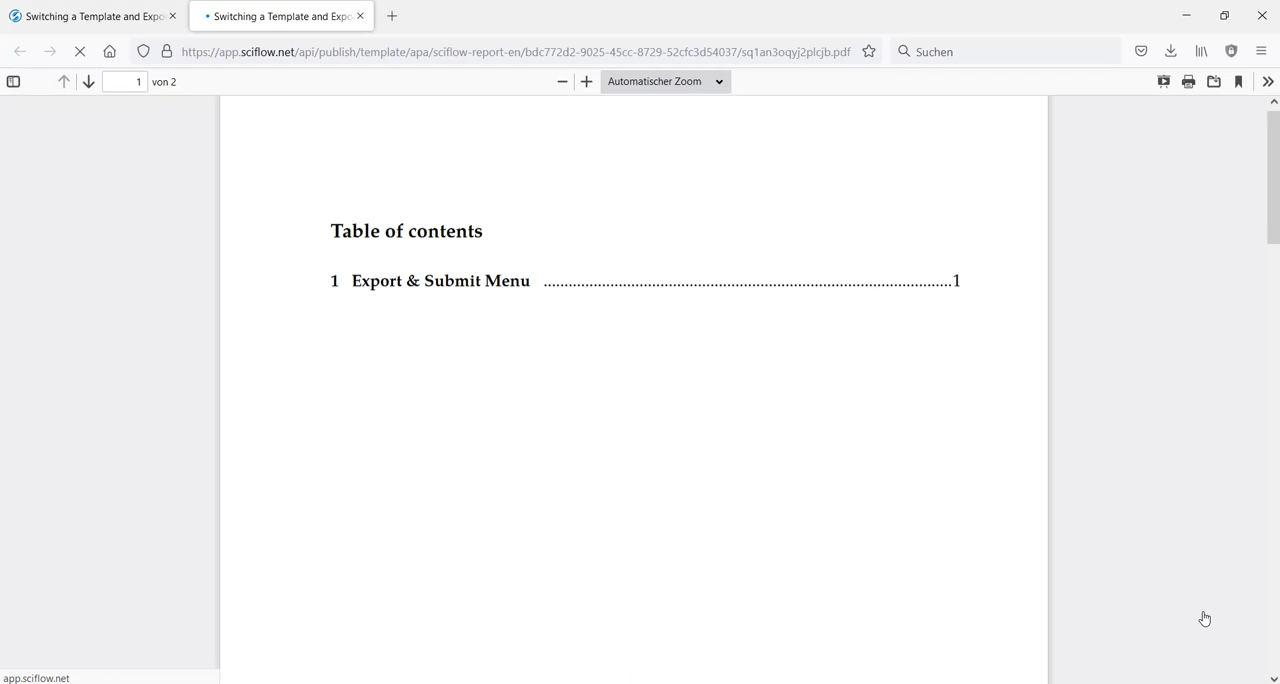 Switching a Template and Expo
Switching a Template and Expo
https://app.sciflow.net/api/publish/template/apa/sciflow-report-en/bdc772d2-9025-45cc-8729-52cfc3d54037/sq1an3oqyj2plcjb.pdf
Suchen
1 von 2
Automatischer Zoom
Table of contents
1 Export & Submit Menu ................................................................................................1
app.sciflow.net